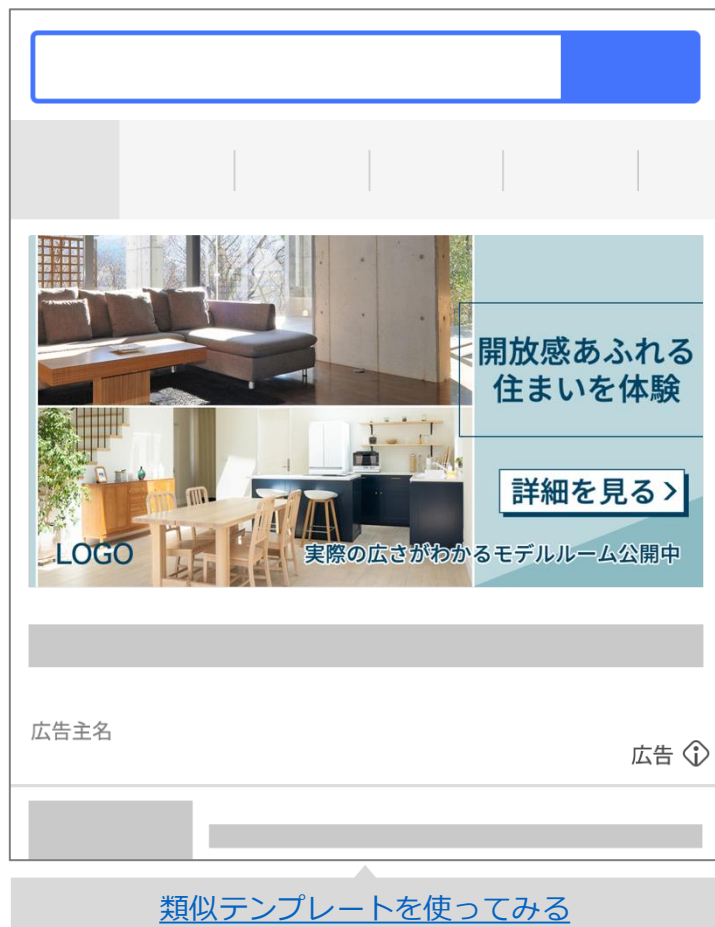 開放感あふれる
住まいを体験
詳細を見る >
LOGO
実際の広さがわかるモデルルーム公開中
広告主名
広告
類似テンプレートを使ってみる